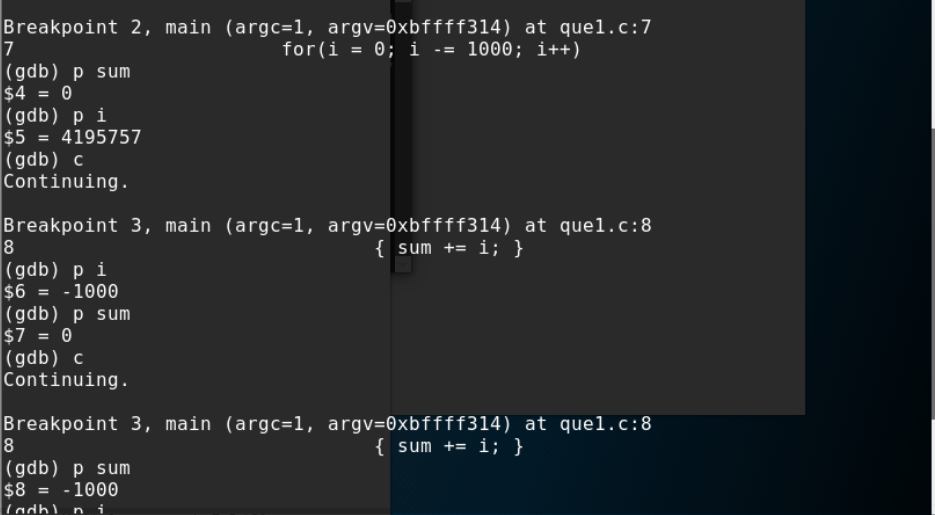 Breakpoint 2, main (argc=1, argv=0xbffff314) at que1.c:7
7 for(i = 0; i -= 1000; i++)
(gdb) p sum
$4 = 0
(gdb) p i
$5 = 4195757
(gdb) c
Continuing.
Breakpoint 3, main (argc=1, argv=0xbffff314) at que1.c:8
8 { sum += i; }
(gdb) p i
$6 = -1000
(gdb) p sum
$7 = 0
(gdb) c
Continuing.
Breakpoint 3, main (argc=1, argv=0xbffff314) at que1.c:8
8 { sum += i; }
(gdb) p sum
$8 = -1000
(gdb) p i